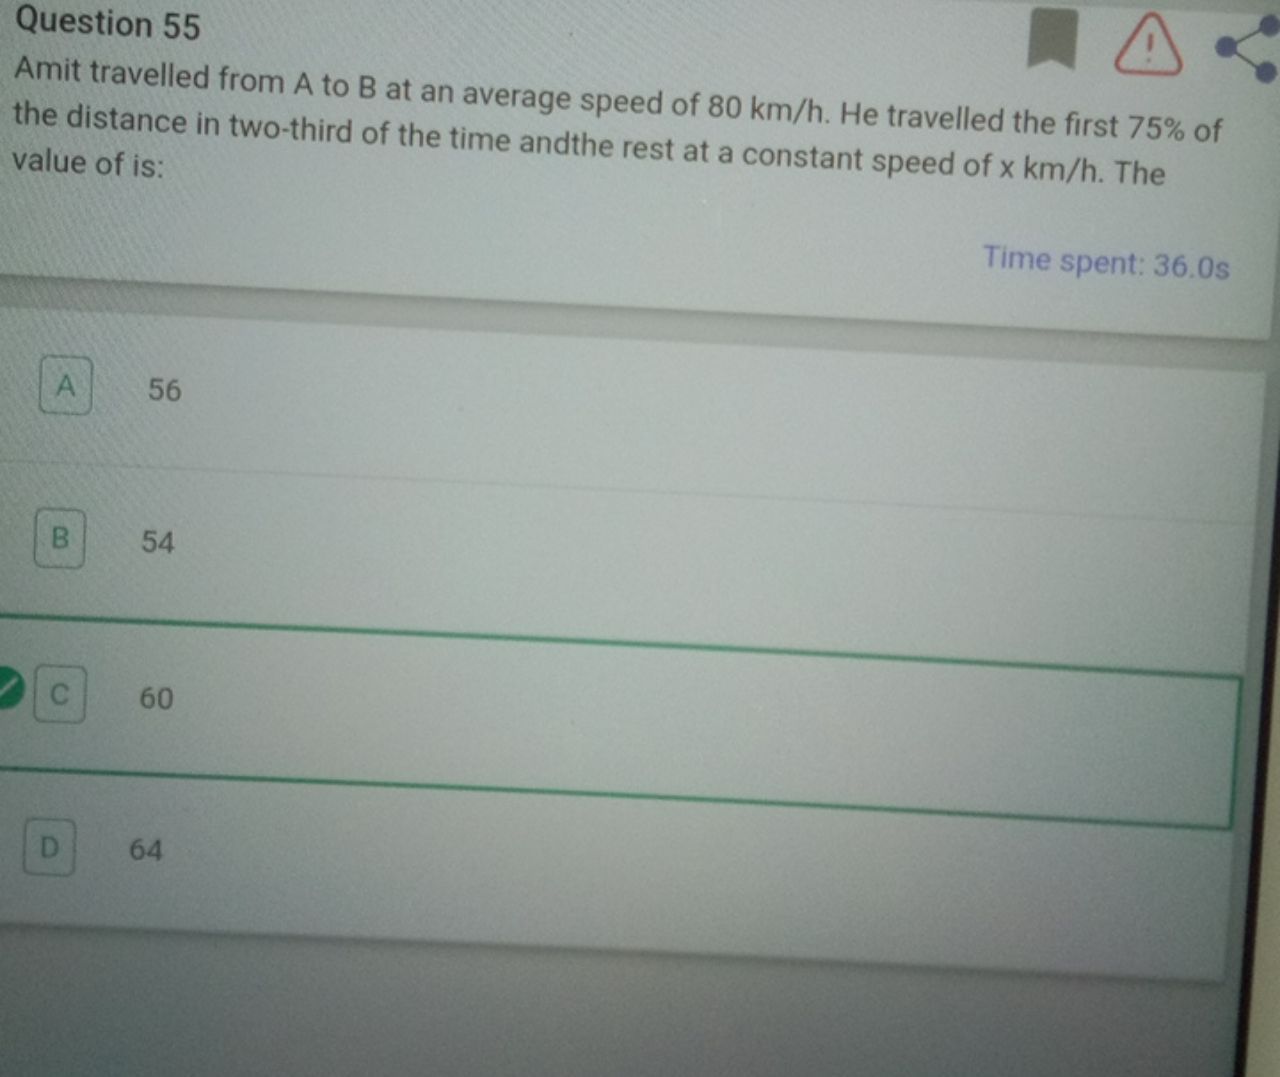 Question 55
Amit travelled from A to B at an average speed of 80 km/h. He travelled the first 75% of
the distance in two-third of the time andthe rest at a constant speed of x km/h. The
value of is:
Time spent: 36.0s
A 56
B 54
C 60
D 64